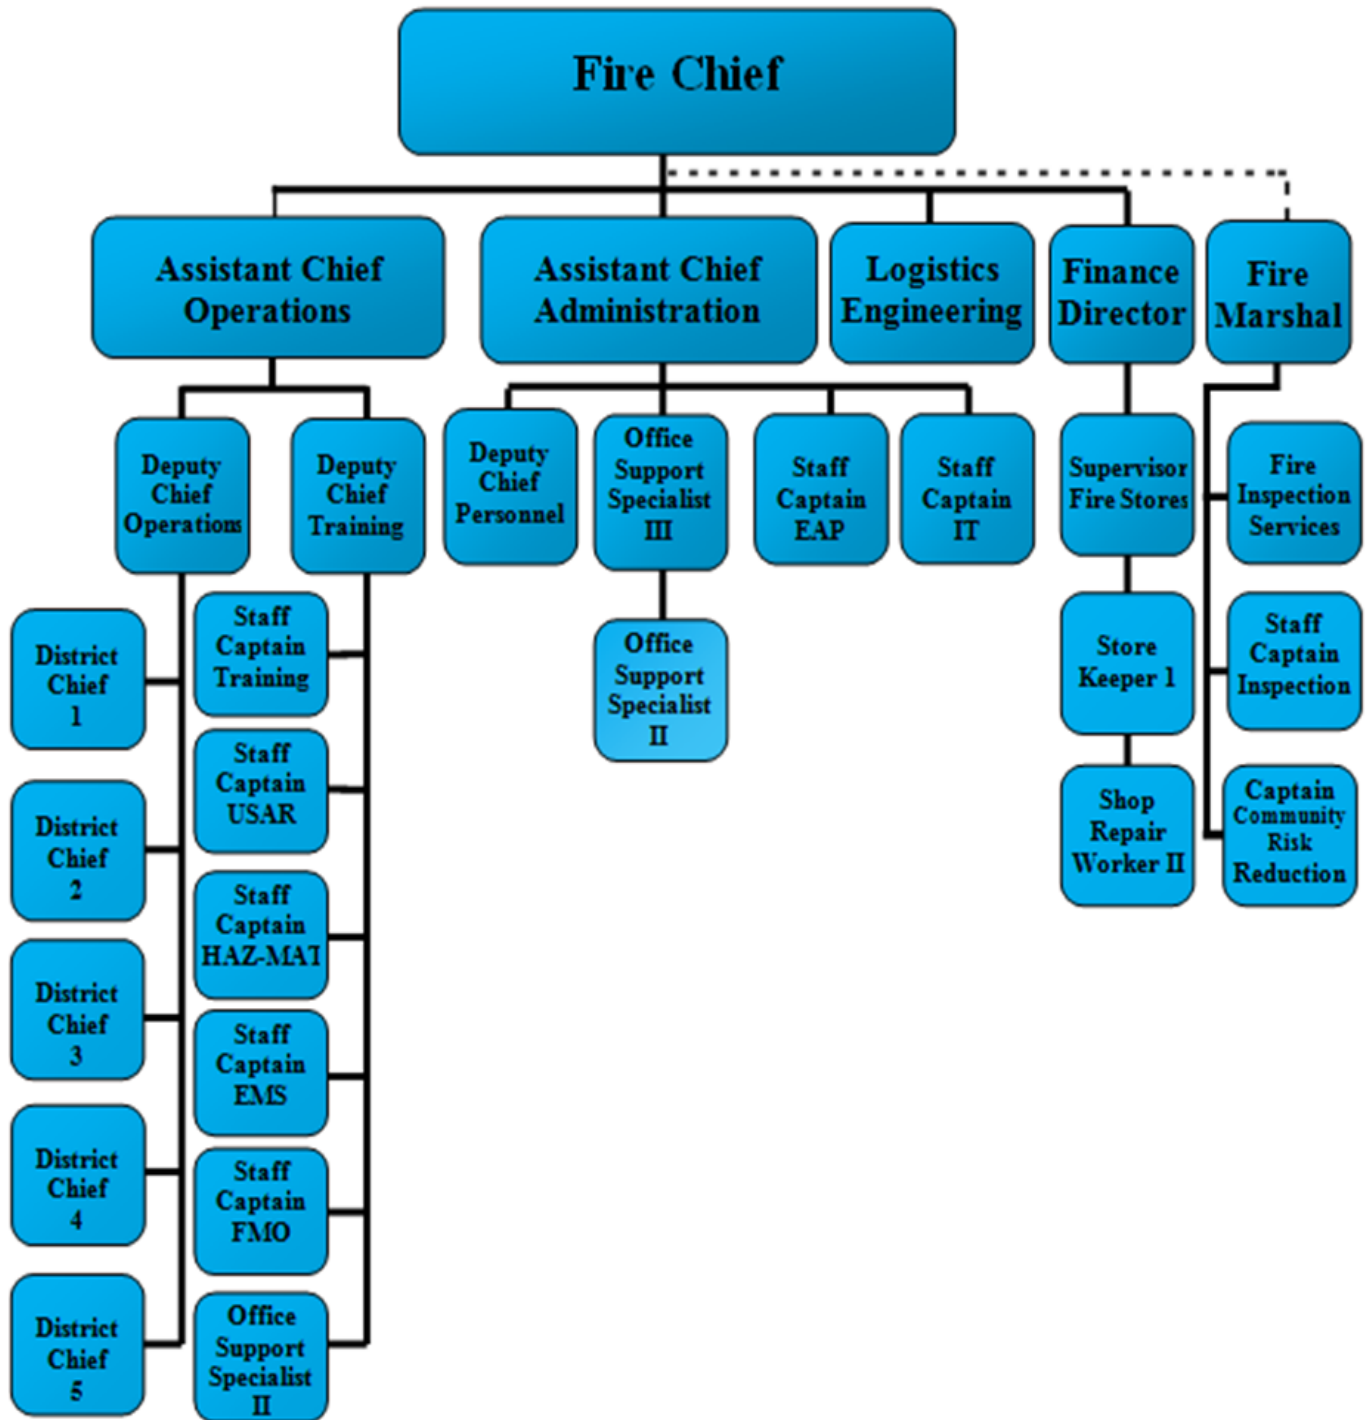 Fire Chief
Assistant Chief
Operations
Assistant Chief
Administration
Logistics
Engineering
Finance
Director
Fire
Marshal
Deputy
Chief
Operations
Deputy
Chief
Training
Deputy
Chief
Personnel
Office
Support
Specialist
III
Staff
Captain
EAP
Staff
Captain
IT
Supervisor
Fire Stores
Fire
Inspection
Services
District
Chief
1
District
Chief
2
District
Chief
3
District
Chief
4
District
Chief
5
Staff
Captain
Training
Staff
Captain
USAR
Staff
Captain
HAZ-MAT
Staff
Captain
EMS
Staff
Captain
FMO
Office
Support
Specialist
II
Office
Support
Specialist
II
Store
Keeper 1
Shop
Repair
Worker II
Staff
Captain
Inspection
Captain
Community
Risk
Reduction